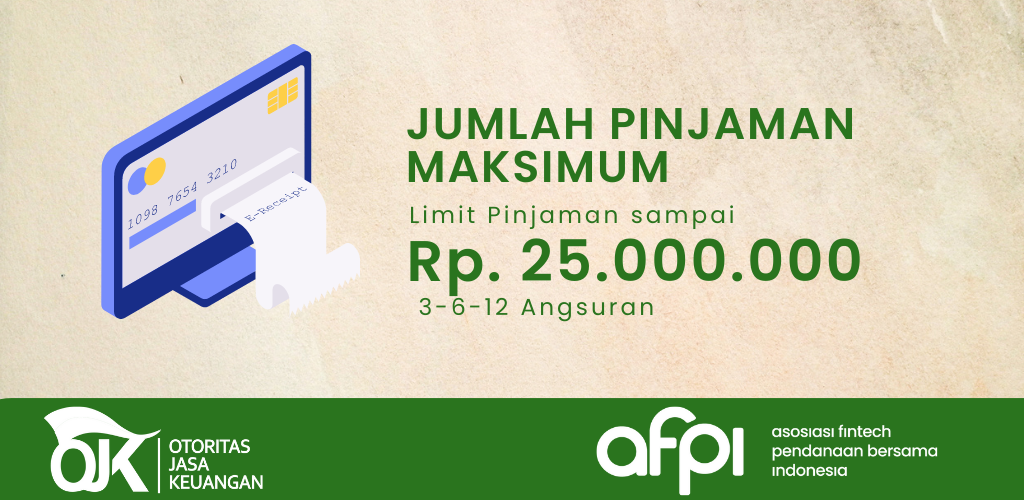 1098 7654 3210
E-Receipt
JUMLAH PINJAMAN
MAKSIMUM
Limit Pinjaman sampai
Rp. 25.000.000
3-6-12 Angsuran
OJK
OTORITAS
JASA
KEUANGAN
afpi
asosiasi fintech
pendanaan bersama
indonesia